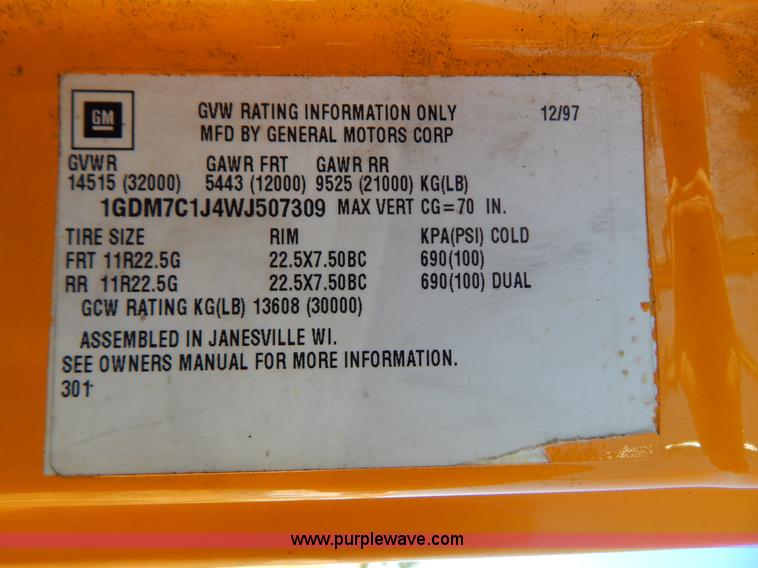 GM
GVW RATING INFORMATION ONLY 12/97
MFD BY GENERAL MOTORS CORP
GVWR GAWR FRT GAWR RR
14515 (32000) 5443 (12000) 9525 (21000) KG(LB)
1GDM7C1J4WJ507309 MAX VERT CG=70 IN.
TIRE SIZE RIM KPA(PSI) COLD
FRT 11R22.5G 22.5X7.50BC 690(100)
RR 11R22.5G 22.5X7.50BC 690(100) DUAL
GCW RATING KG(LB) 13608 (30000)
ASSEMBLED IN JANESVILLE WI.
SEE OWNERS MANUAL FOR MORE INFORMATION.
301
www.purplewave.com